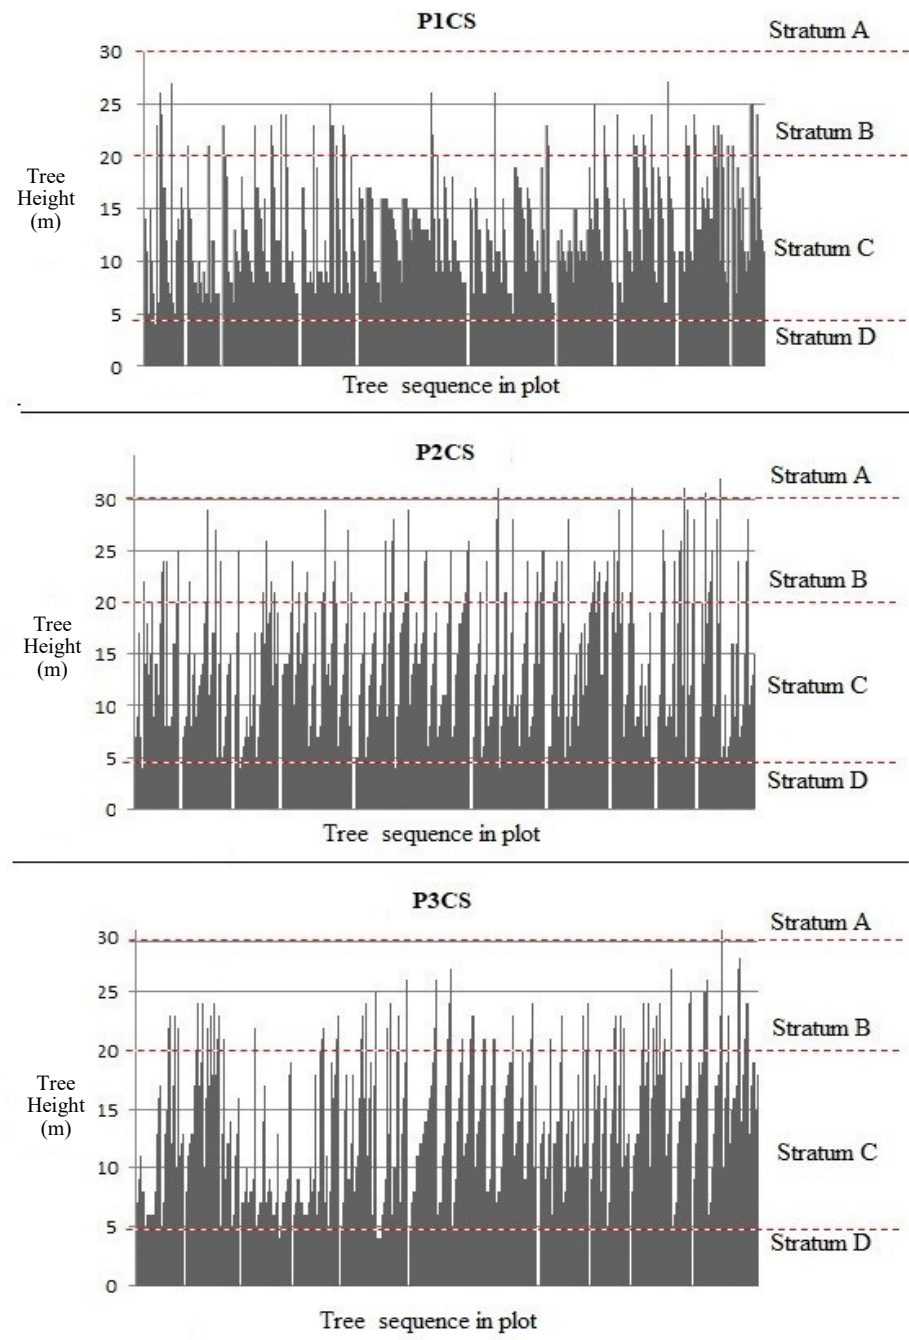 P1CS
Stratum A
30
25
Stratum B
20
Tree
Height
(m)
15
Stratum C
10
5
Stratum D
0
Tree sequence in plot
P2CS
Stratum A
30
25
Stratum B
20
Tree
Height
(m)
15
Stratum C
10
5
Stratum D
0
Tree sequence in plot
P3CS
Stratum A
30
25
Stratum B
20
Tree
Height
(m)
15
Stratum C
10
5
Stratum D
0
Tree sequence in plot